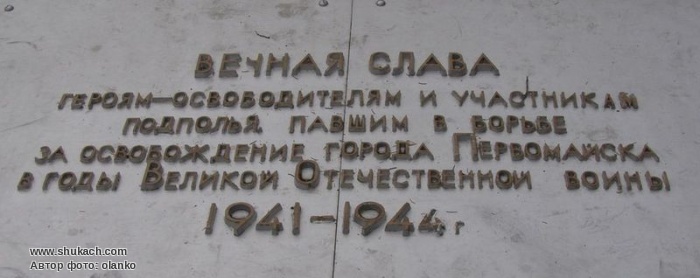 ВЕЧНАЯ СЛАВА
ГЕРОЯМ-ОСВОБОДИТЕЛЯМ И УЧАСТНИКАМ
ПОДПОЛЬЯ, ПАВШИМ В БОРЬБЕ
ЗА ОСВОБОЖДЕНИЕ ГОРОДА ПЕРВОМАЙСКА
В ГОДЫ ВЕЛИКОЙ ОТЕЧЕСТВЕННОЙ ВОИНЫ
1941-1944 г
www.shukach.com
Автор фото: olanko